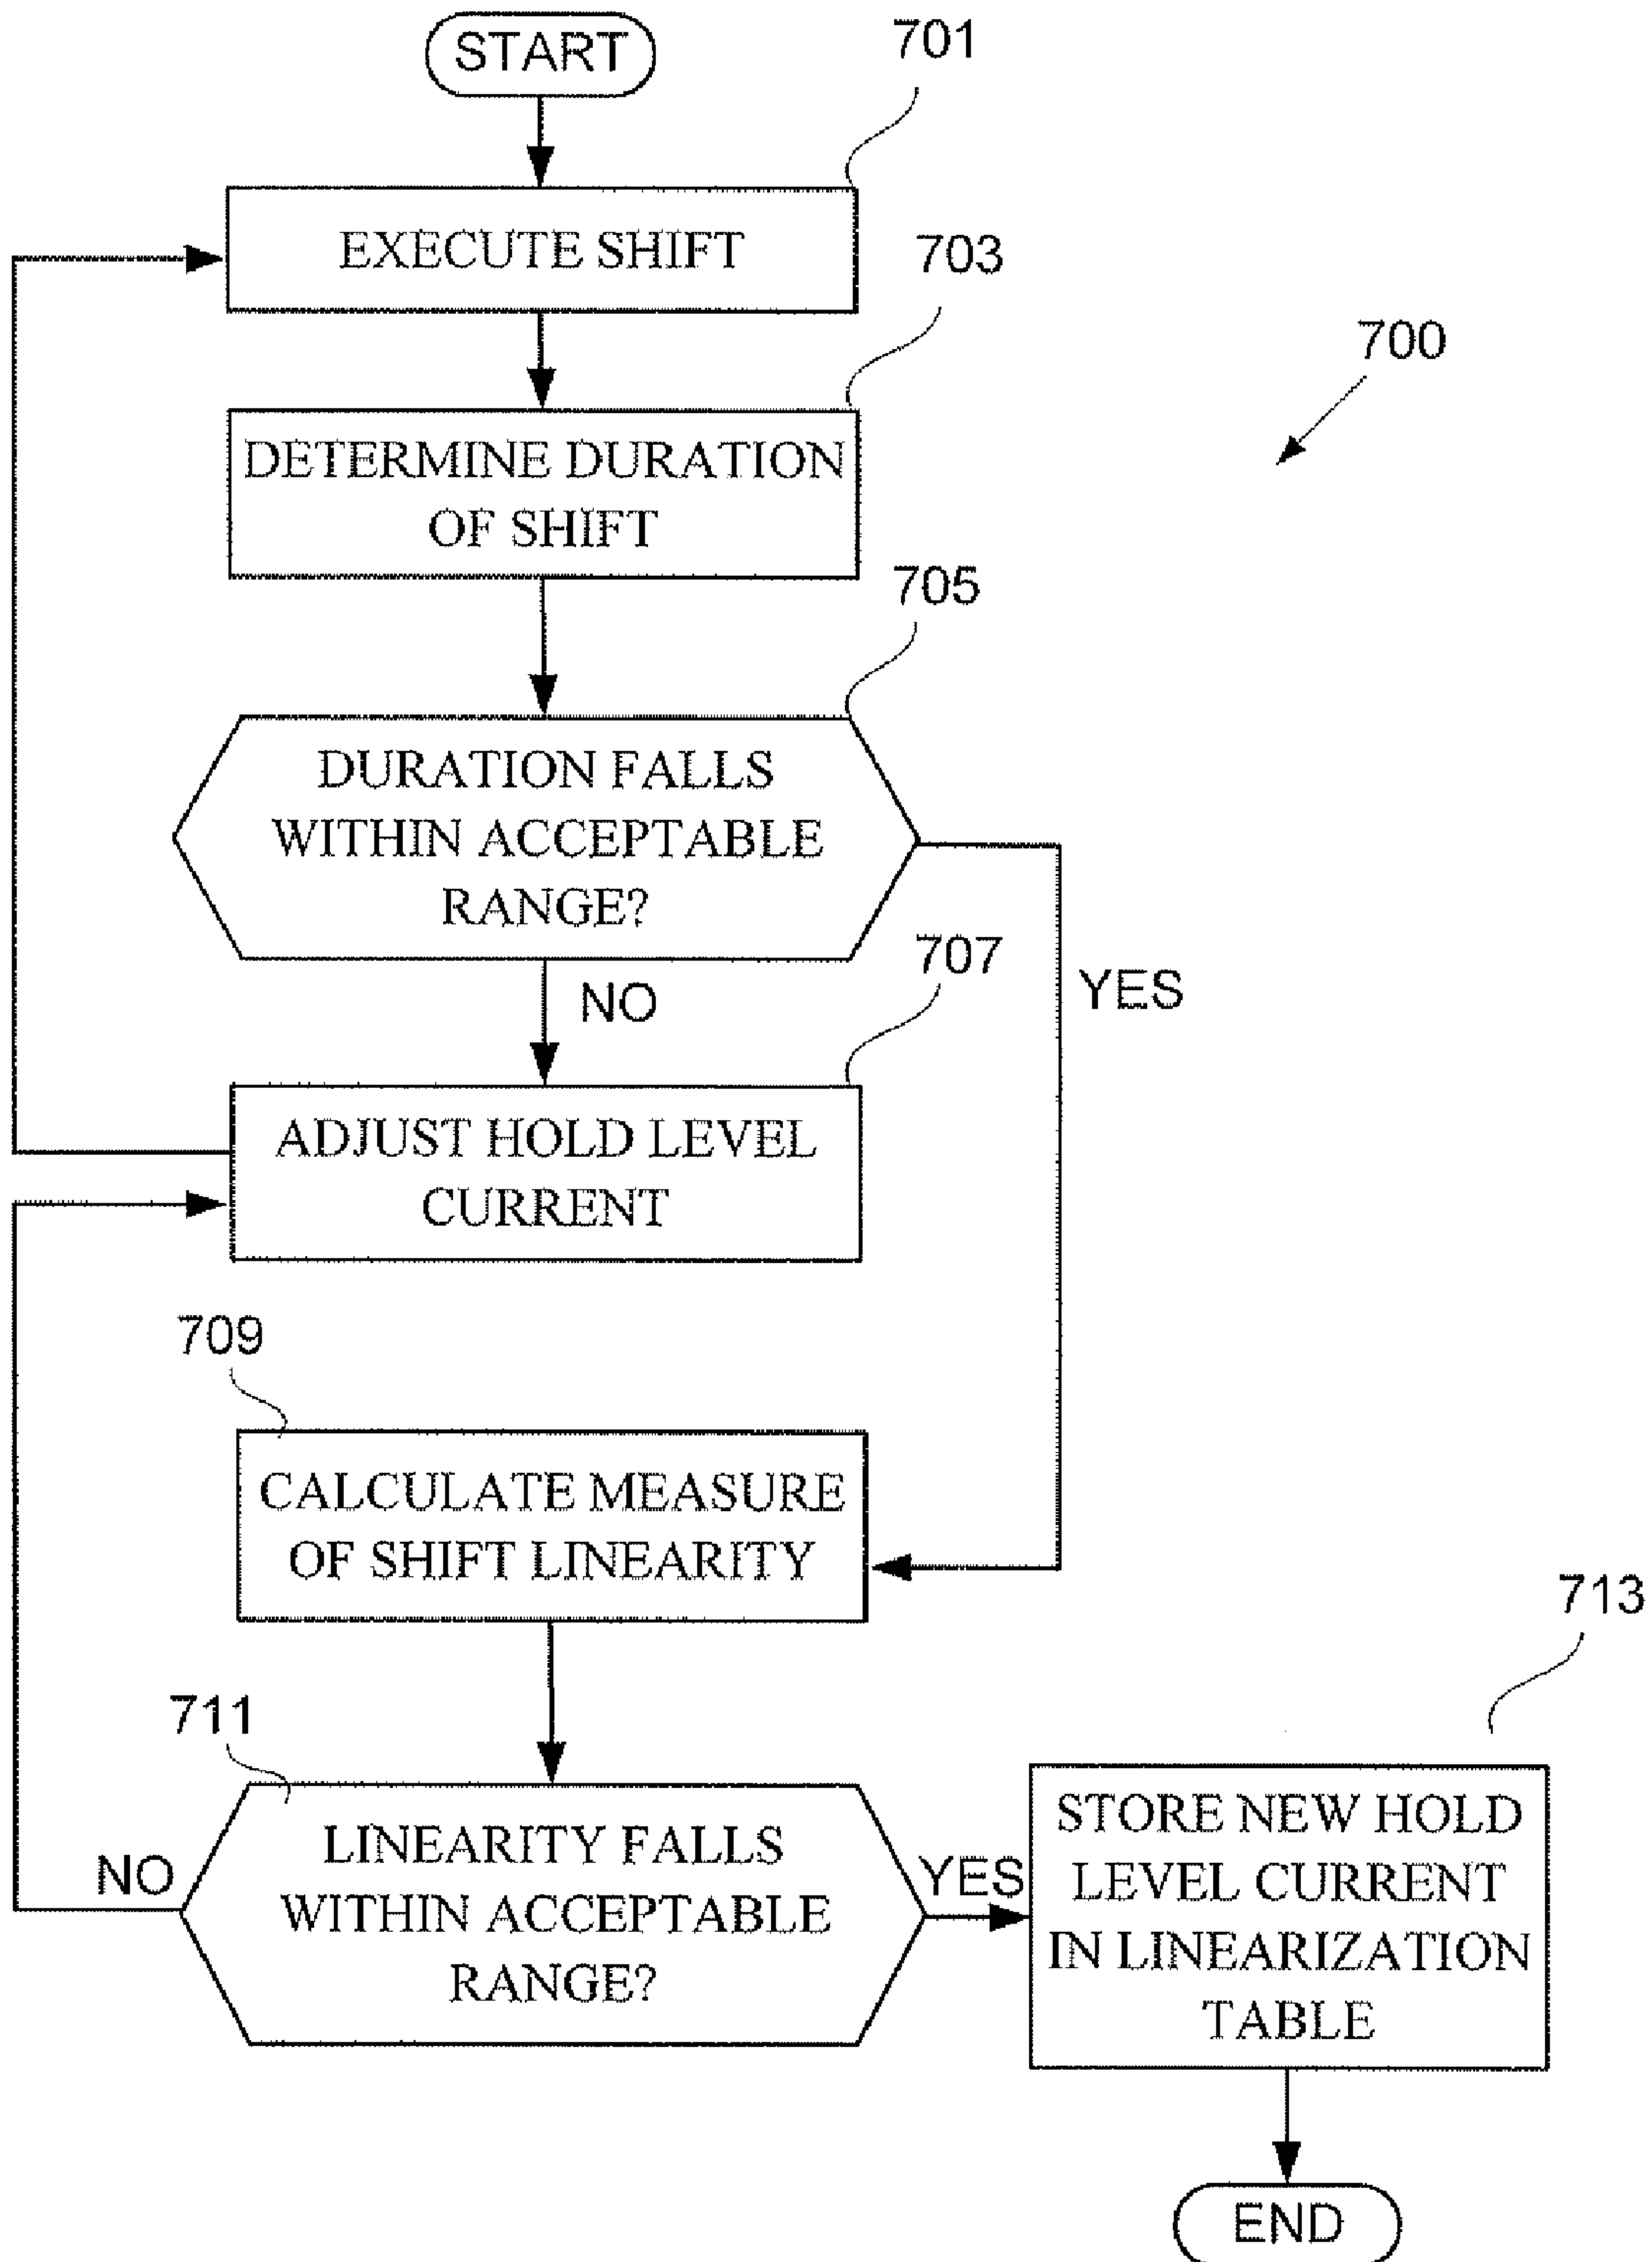 START
701
EXECUTE SHIFT
703
700
DETERMINE DURATION
OF SHIFT
705
DURATION FALLS
WITHIN ACCEPTABLE
RANGE?
707
YES
NO
ADJUST HOLD LEVEL
CURRENT
709
CALCULATE MEASURE
OF SHIFT LINEARITY
713
711
LINEARITY FALLS
WITHIN ACCEPTABLE
RANGE?
NO
YES
STORE NEW HOLD
LEVEL CURRENT
IN LINEARIZATION
TABLE
END